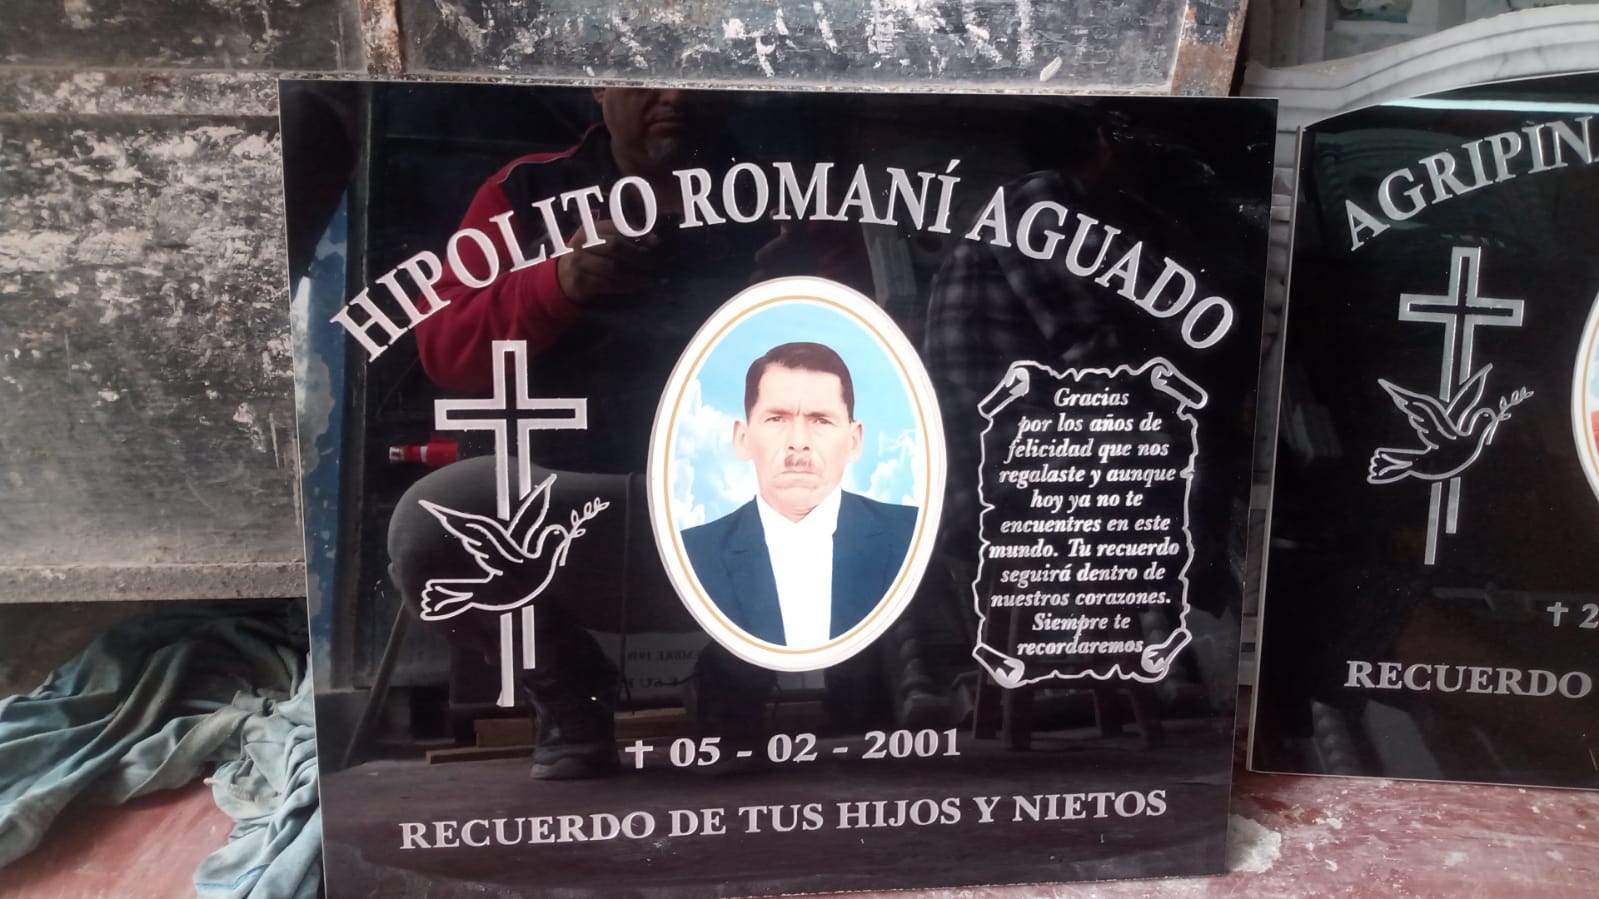 HIPOLITO ROMANÍ AGUADO
Gracias
por los años de
felicidad que nos
regalaste y aunque
hoy ya no te
encuentres en este
mundo. Tu recuerdo
seguirá dentro de
nuestros corazones.
Siempre te
recordaremos
✝ 05 - 02 - 2001
RECUERDO DE TUS HIJOS Y NIETOS
AGRIPINA
✝ 2
RECUERDO